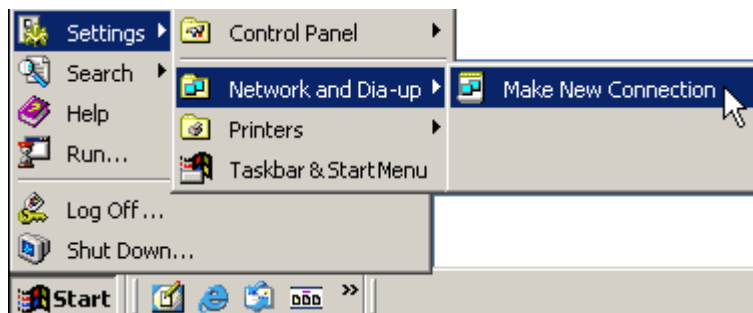 Settings
Control Panel
Search
Network and Dia-up
Make New Connection
Help
Printers
Run...
Taskbar & Start Menu
Log Off...
Shut Down...
Start
»